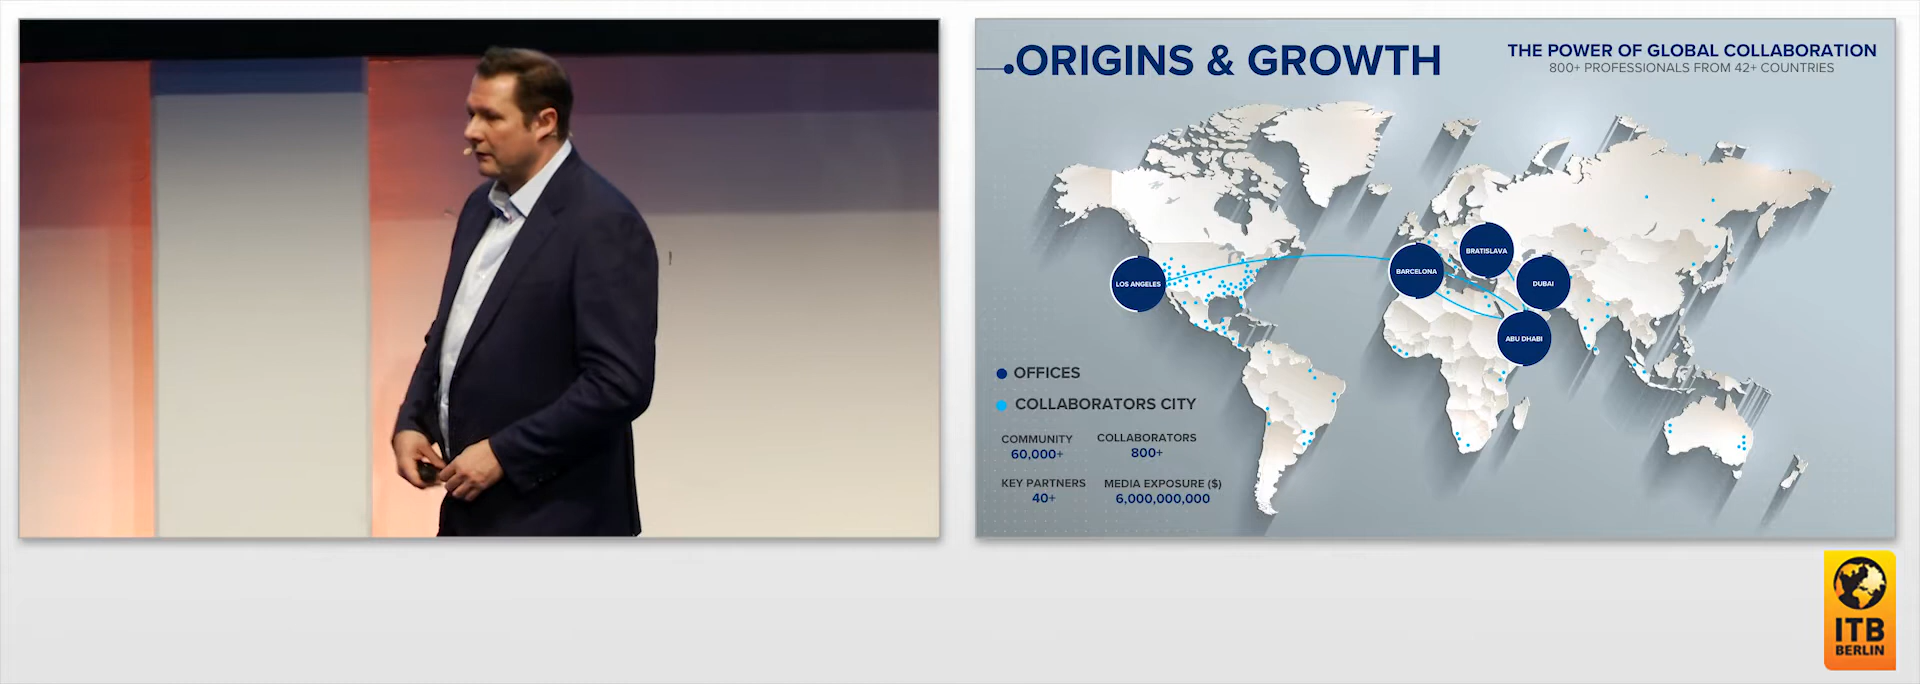 ORIGINS & GROWTH
THE POWER OF GLOBAL COLLABORATION
800+ PROFESSIONALS FROM 42+ COUNTRIES
LOS ANGELES
BARCELONA
BRATISLAVA
DUBAI
ABU DHABI
OFFICES
COLLABORATORS CITY
COMMUNITY
60,000+
COLLABORATORS
800+
KEY PARTNERS
40+
MEDIA EXPOSURE ($)
6,000,000,000
ITB
BERLIN